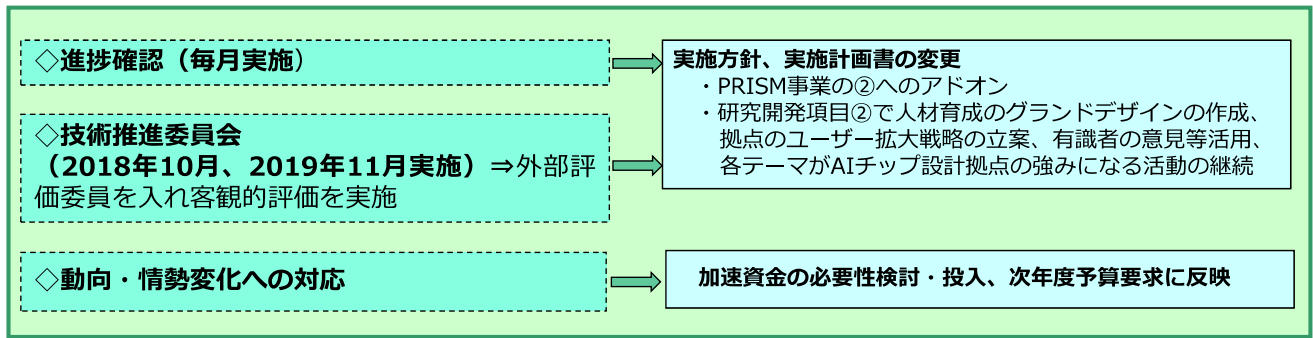 ◇進捗確認（毎月実施）
◇技術推進委員会
（2018年10月、2019年11月実施）⇒外部評
価委員を入れ客観的評価を実施
実施方針、実施計画書の変更
・PRISM事業の②へのアドオン
・研究開発項目②で人材育成のグランドデザインの作成、
拠点のユーザー拡大戦略の立案、有識者の意見等活用、
各テーマがAIチップ設計拠点の強みになる活動の継続
◇動向・情勢変化への対応
加速資金の必要性検討・投入、次年度予算要求に反映